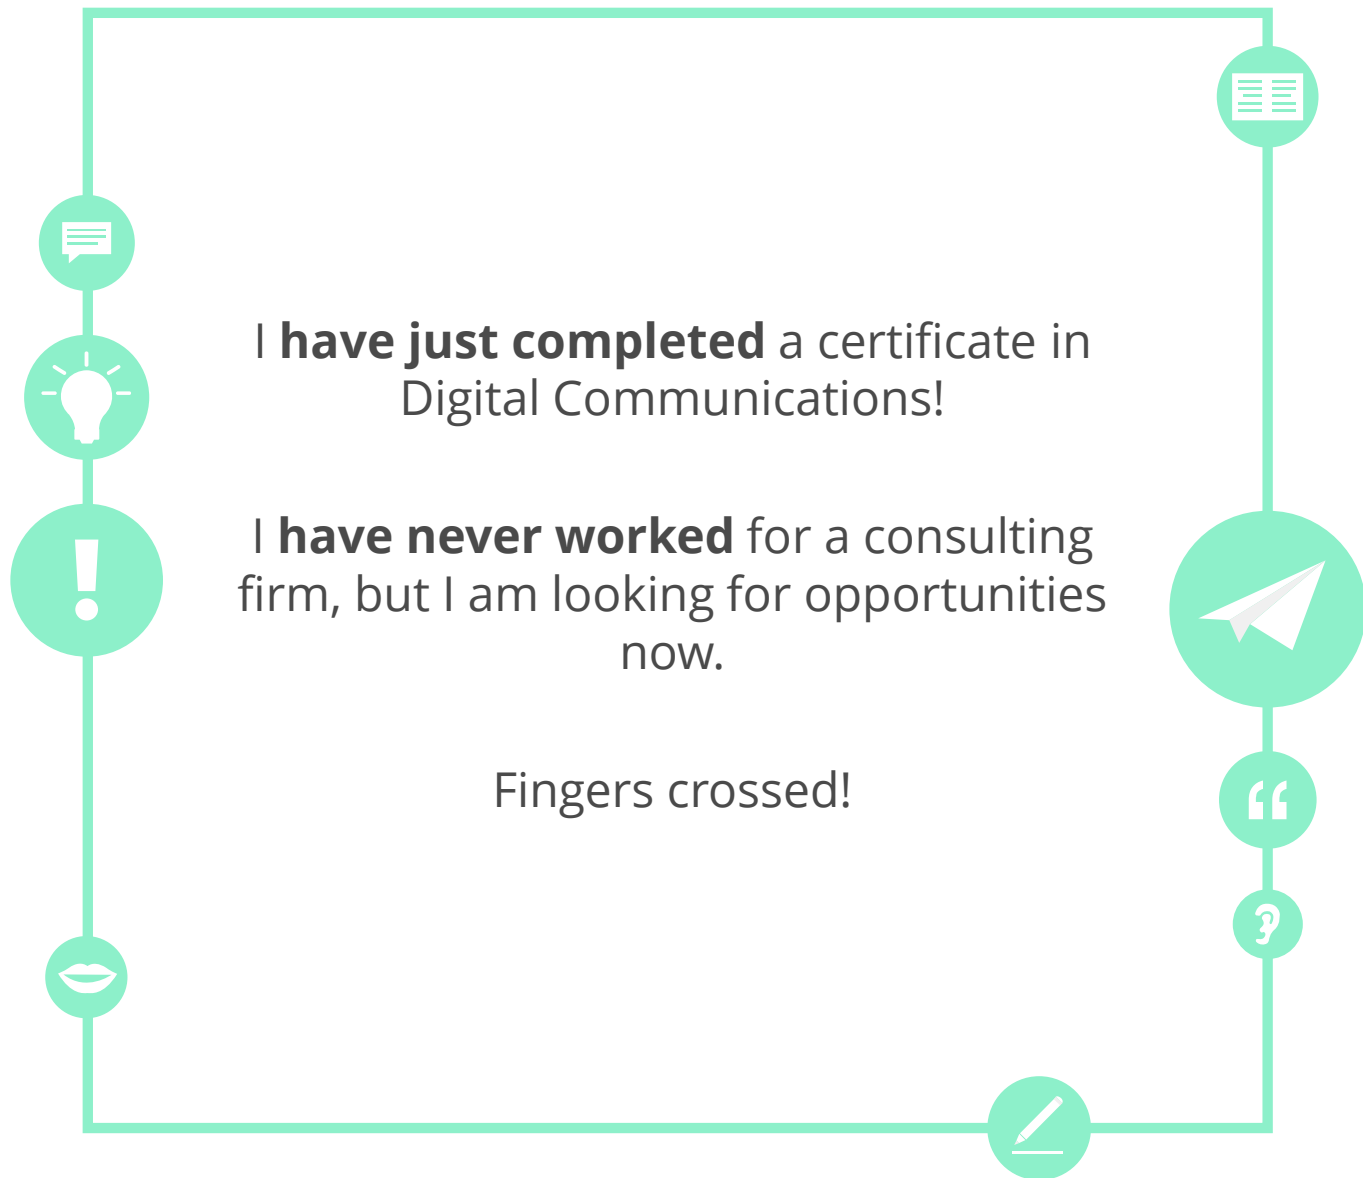 I have just completed a certificate in
Digital Communications!
I have never worked for a consulting
firm, but I am looking for opportunities
now.
Fingers crossed!